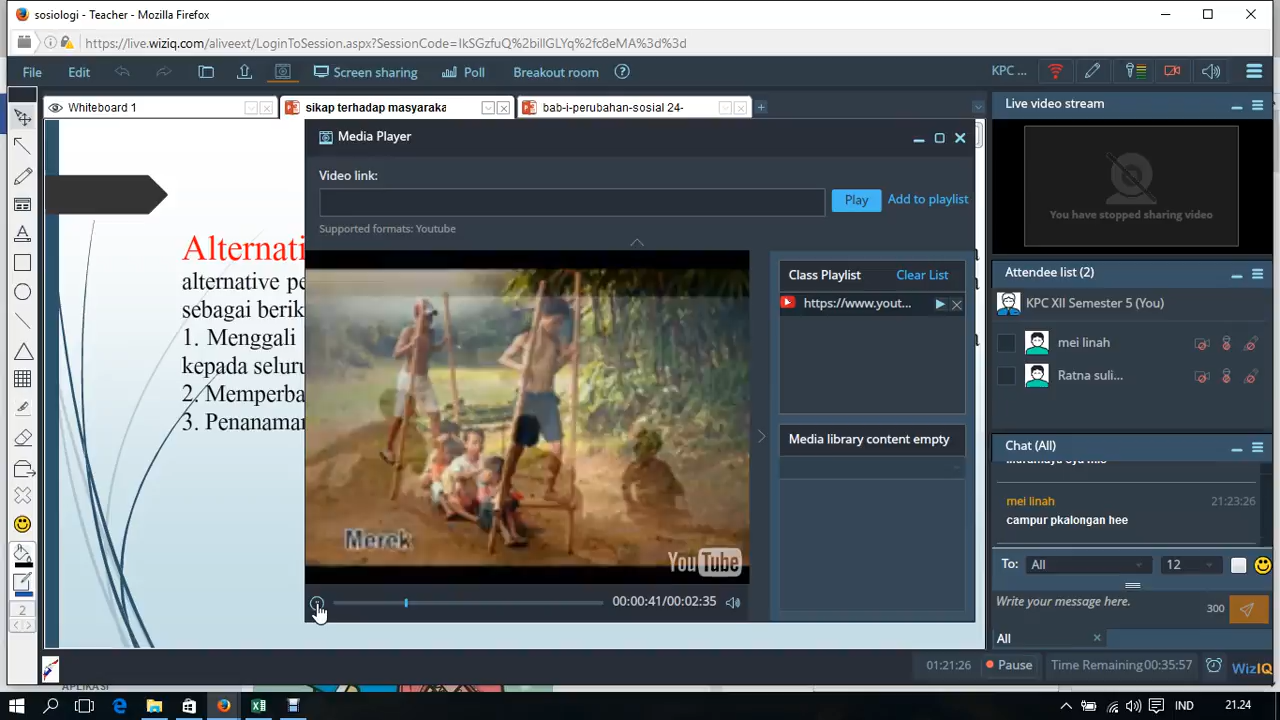 sosiologi - Teacher - Mozilla Firefox
https://live.wiziq.com/aliveext/LoginToSession.aspx?SessionCode=IkSGzfuQ%2billGLYq%2fc8eMA%3d%3d
File Edit Screen sharing Poll Breakout room ? KPC ...
Whiteboard 1 sikap terhadap masyaraka bab-i-perubahan-sosial 24- +
Live video stream
Media Player
Video link:
Play Add to playlist
Supported formats: Youtube
You have stopped sharing video
Alternati
alternative pe
sebagai berik
1. Menggali
kepada seluru
2. Memperba
3. Penanaman
Merek
YouTube
00:00:41/00:02:35
Class Playlist Clear List
https://www.yout...
Media library content empty
Attendee list (2)
KPC XII Semester 5 (You)
mei linah
Ratna suli...
Chat (All)
mei linah 21:23:26
campur pkalongan hee
To: All 12
Write your message here. 300
All
01:21:26 Pause Time Remaining 00:35:57 WizIQ
2
APLIKASI
IND 21.24